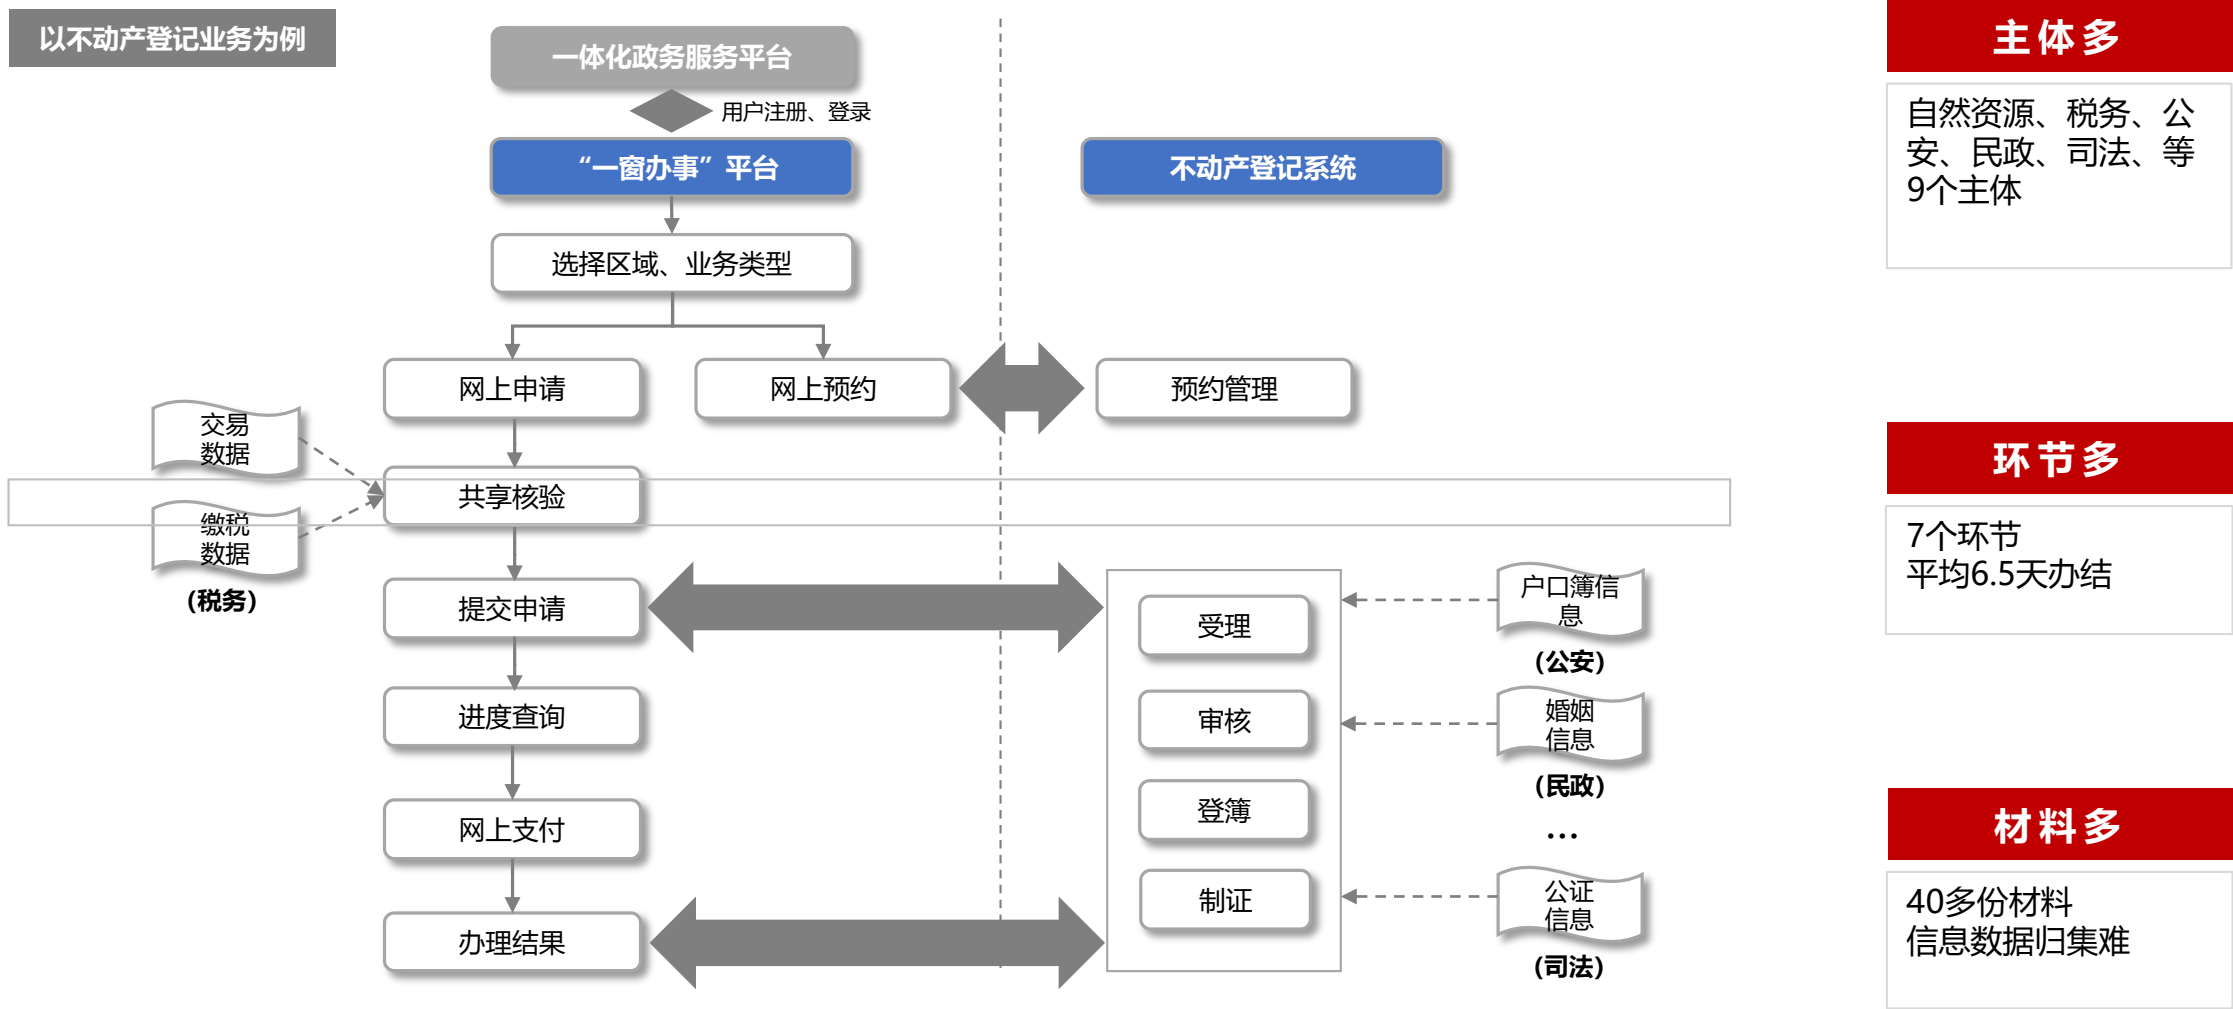 以不动产登记业务为例
一体化政务服务平台
用户注册、登录
“一窗办事”平台
不动产登记系统
选择区域、业务类型
网上申请
网上预约
预约管理
交易
数据
共享核验
缴税
数据
(税务)
提交申请
进度查询
网上支付
办理结果
受理
审核
登簿
制证
户口簿信
息
(公安)
婚姻
信息
(民政)
…
公证
信息
(司法)
主体多
自然资源、税务、公
安、民政、司法、等
9个主体
环节多
7个环节
平均6.5天办结
材料多
40多份材料
信息数据归集难